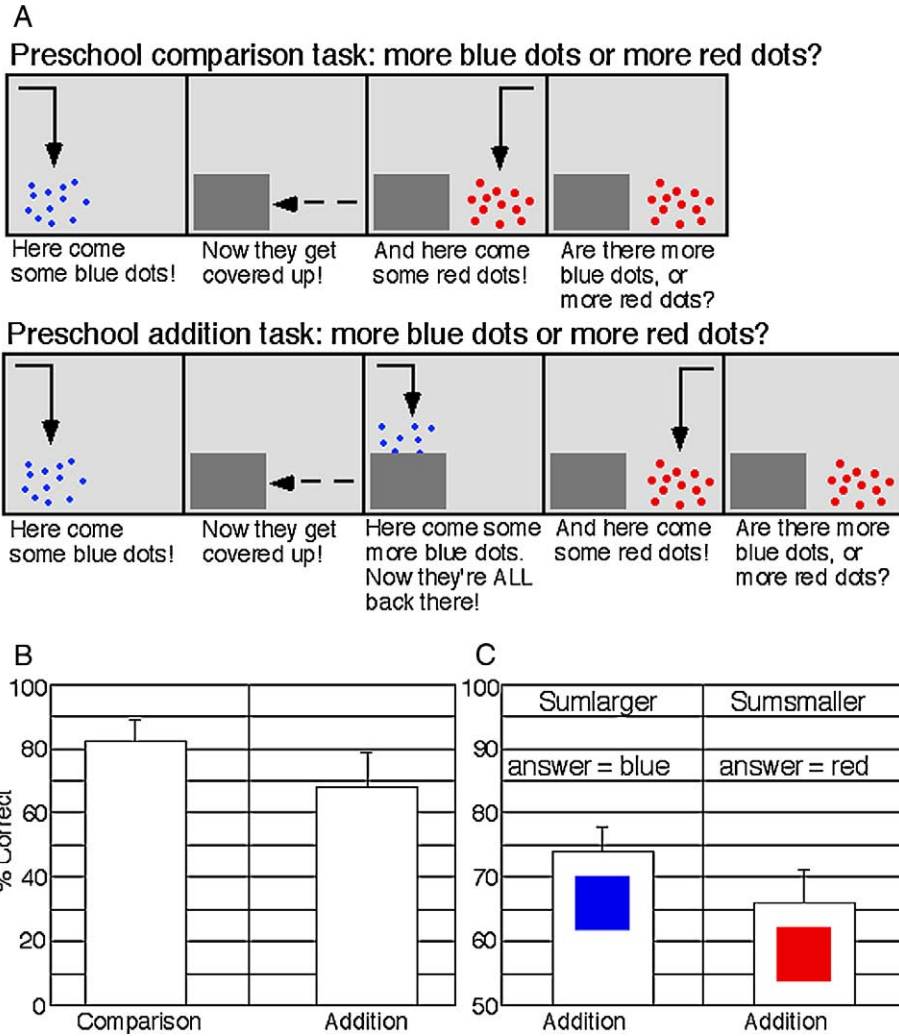 A
Preschool comparison task: more blue dots or more red dots?
Here come
some blue dots!
Now they get
covered up!
And here come
some red dots!
Are there more
blue dots, or
more red dots?
Preschool addition task: more blue dots or more red dots?
Here come
some blue dots!
Now they get
covered up!
Here come some
more blue dots.
Now they're ALL
back there!
And here come
some red dots!
Are there more
blue dots, or
more red dots?
B
% Correct
100
80
60
40
20
0
Comparison
Addition
C
100
90
80
70
60
50
Sumlarger
Sumsmaller
answer = blue
answer = red
Addition
Addition